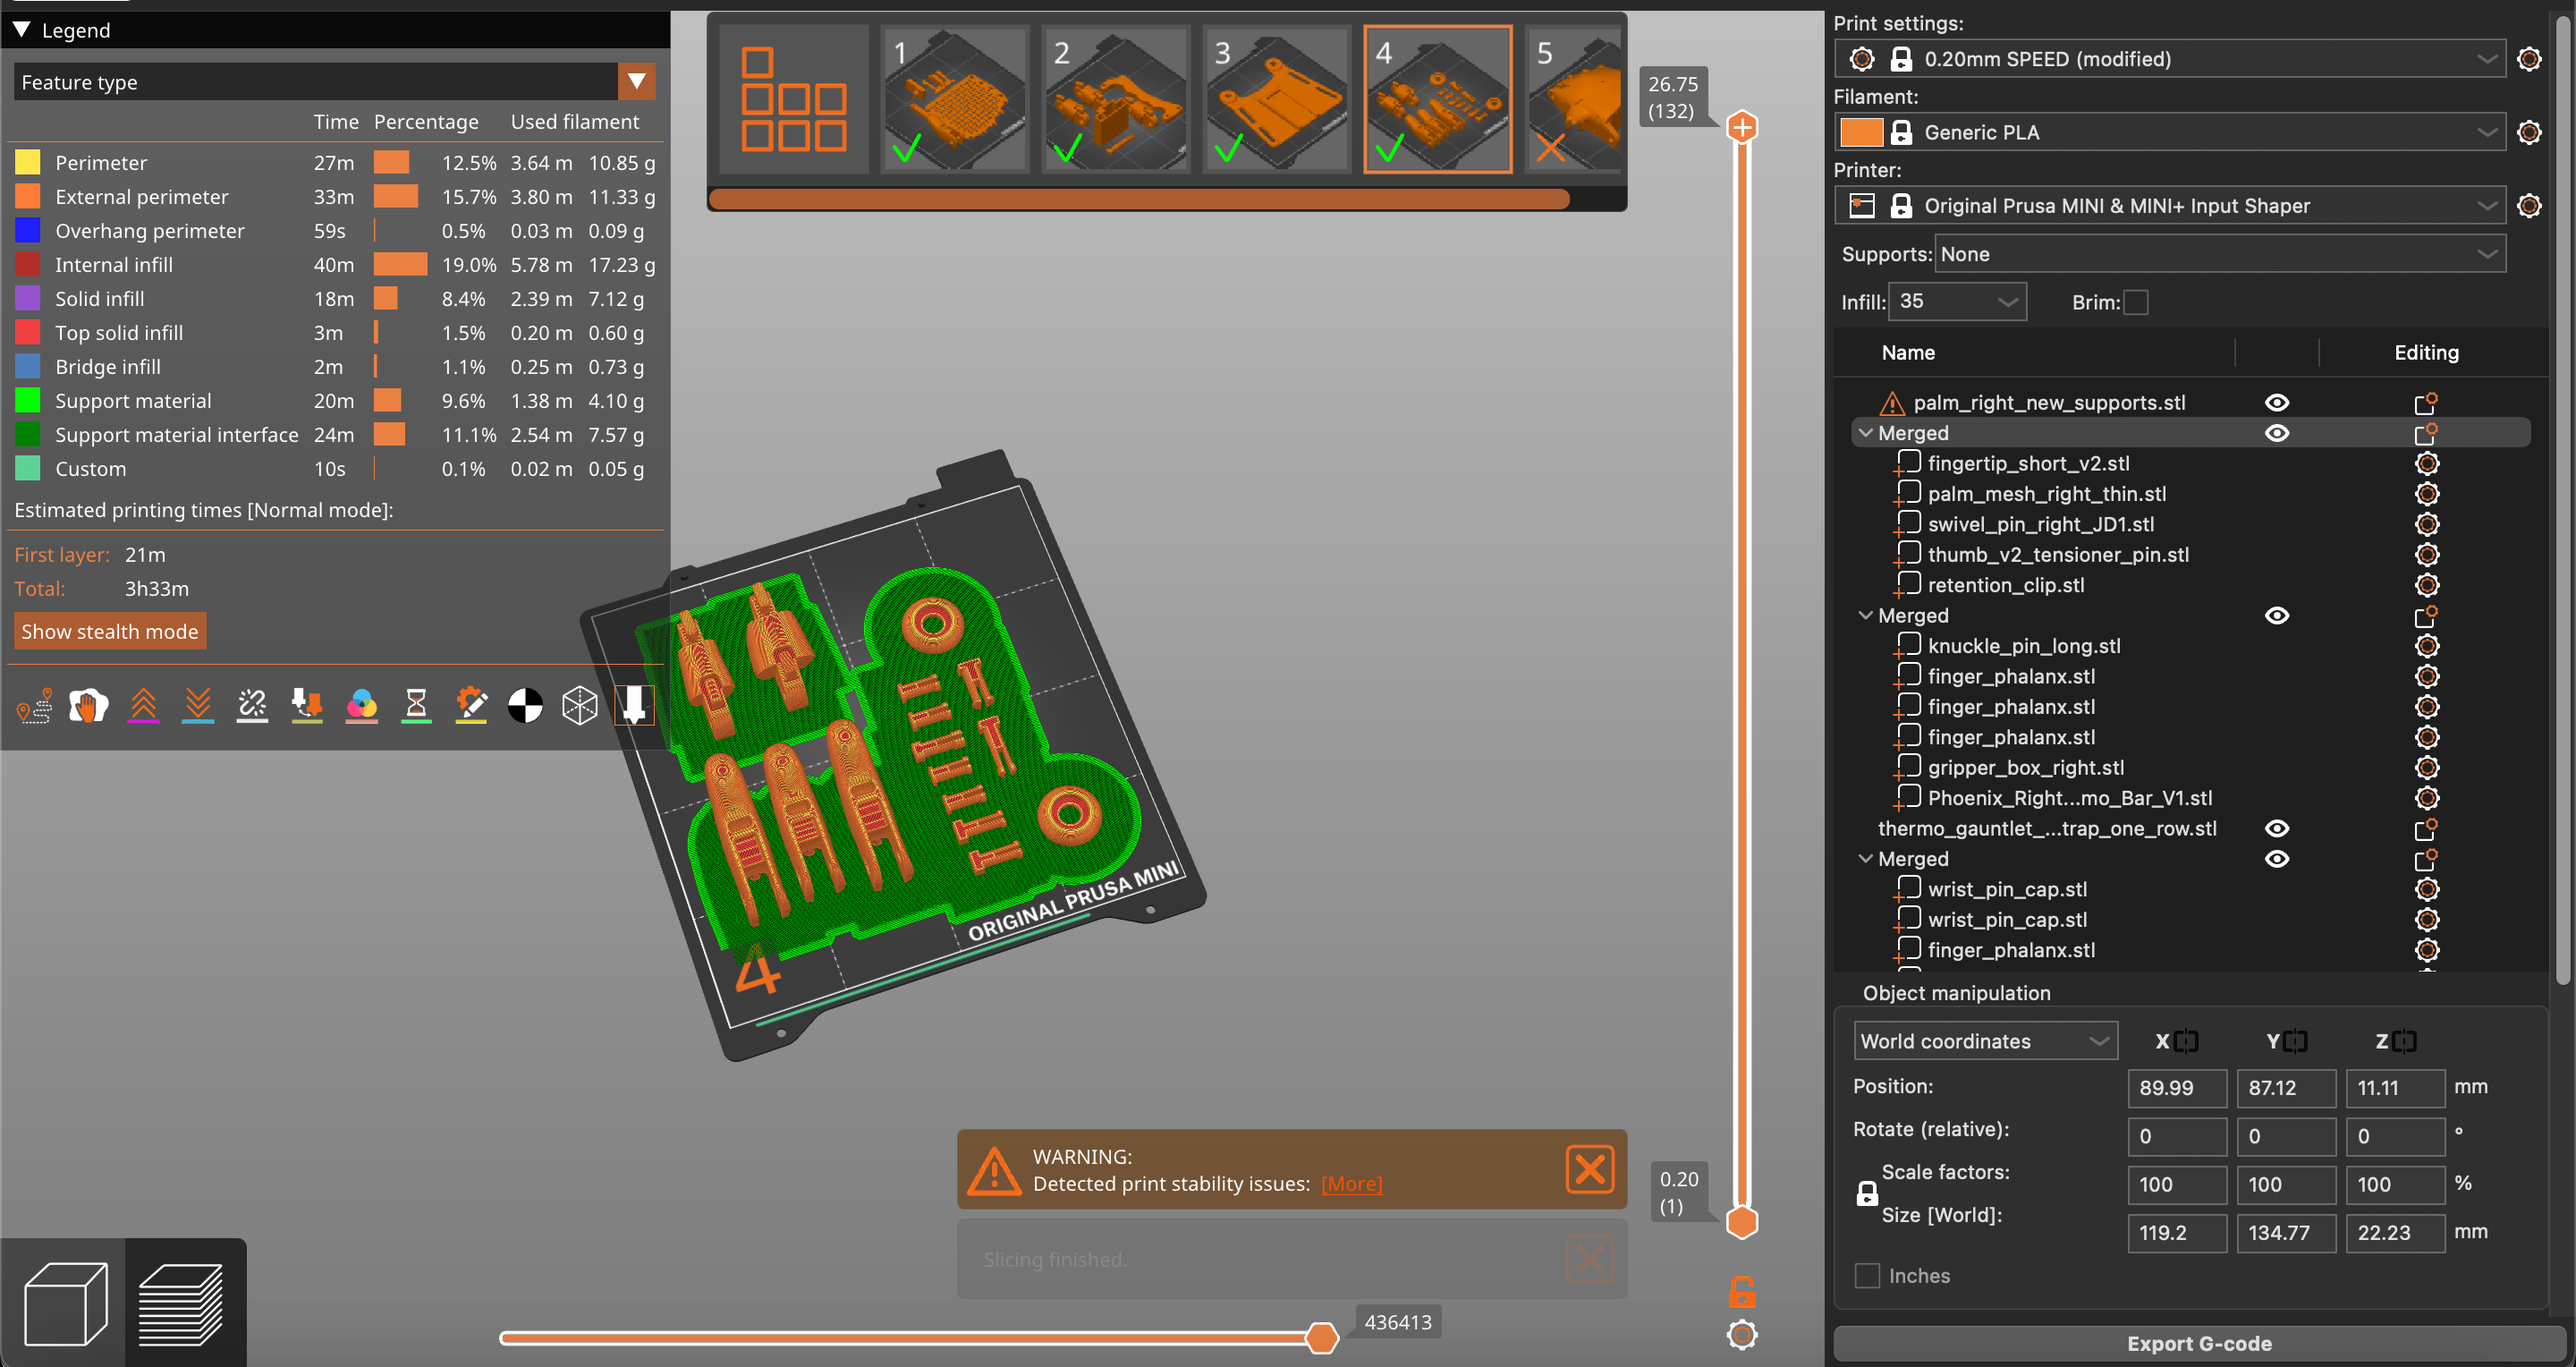 Legend
Feature type
Time Percentage Used filament
Perimeter 27m 12.5% 3.64 m 10.85 g
External perimeter 33m 15.7% 3.80 m 11.33 g
Overhang perimeter 59s 0.5% 0.03 m 0.09 g
Internal infill 40m 19.0% 5.78 m 17.23 g
Solid infill 18m 8.4% 2.39 m 7.12 g
Top solid infill 3m 1.5% 0.20 m 0.60 g
Bridge infill 2m 1.1% 0.25 m 0.73 g
Support material 20m 9.6% 1.38 m 4.10 g
Support material interface 24m 11.1% 2.54 m 7.57 g
Custom 10s 0.1% 0.02 m 0.05 g
Estimated printing times [Normal mode]:
First layer: 21m
Total: 3h33m
Show stealth mode
1 2 3 4 5
26.75
(132)
ORIGINAL PRUSA MINI
4
WARNING:
Detected print stability issues: [More]
Slicing finished.
0.20
(1)
436413
Print settings:
0.20mm SPEED (modified)
Filament:
Generic PLA
Printer:
Original Prusa MINI & MINI+ Input Shaper
Supports: None
Infill: 35 Brim:
Name Editing
palm_right_new_supports.stl
Merged
fingertip_short_v2.stl
palm_mesh_right_thin.stl
swivel_pin_right_JD1.stl
thumb_v2_tensioner_pin.stl
retention_clip.stl
Merged
knuckle_pin_long.stl
finger_phalanx.stl
finger_phalanx.stl
finger_phalanx.stl
gripper_box_right.stl
Phoenix_Right...mo_Bar_V1.stl
thermo_gauntlet_...trap_one_row.stl
Merged
wrist_pin_cap.stl
wrist_pin_cap.stl
finger_phalanx.stl
Object manipulation
World coordinates X Y Z
Position: 89.99 87.12 11.11 mm
Rotate (relative): 0 0 0 °
Scale factors: 100 100 100 %
Size [World]: 119.2 134.77 22.23 mm
Inches
Export G-code